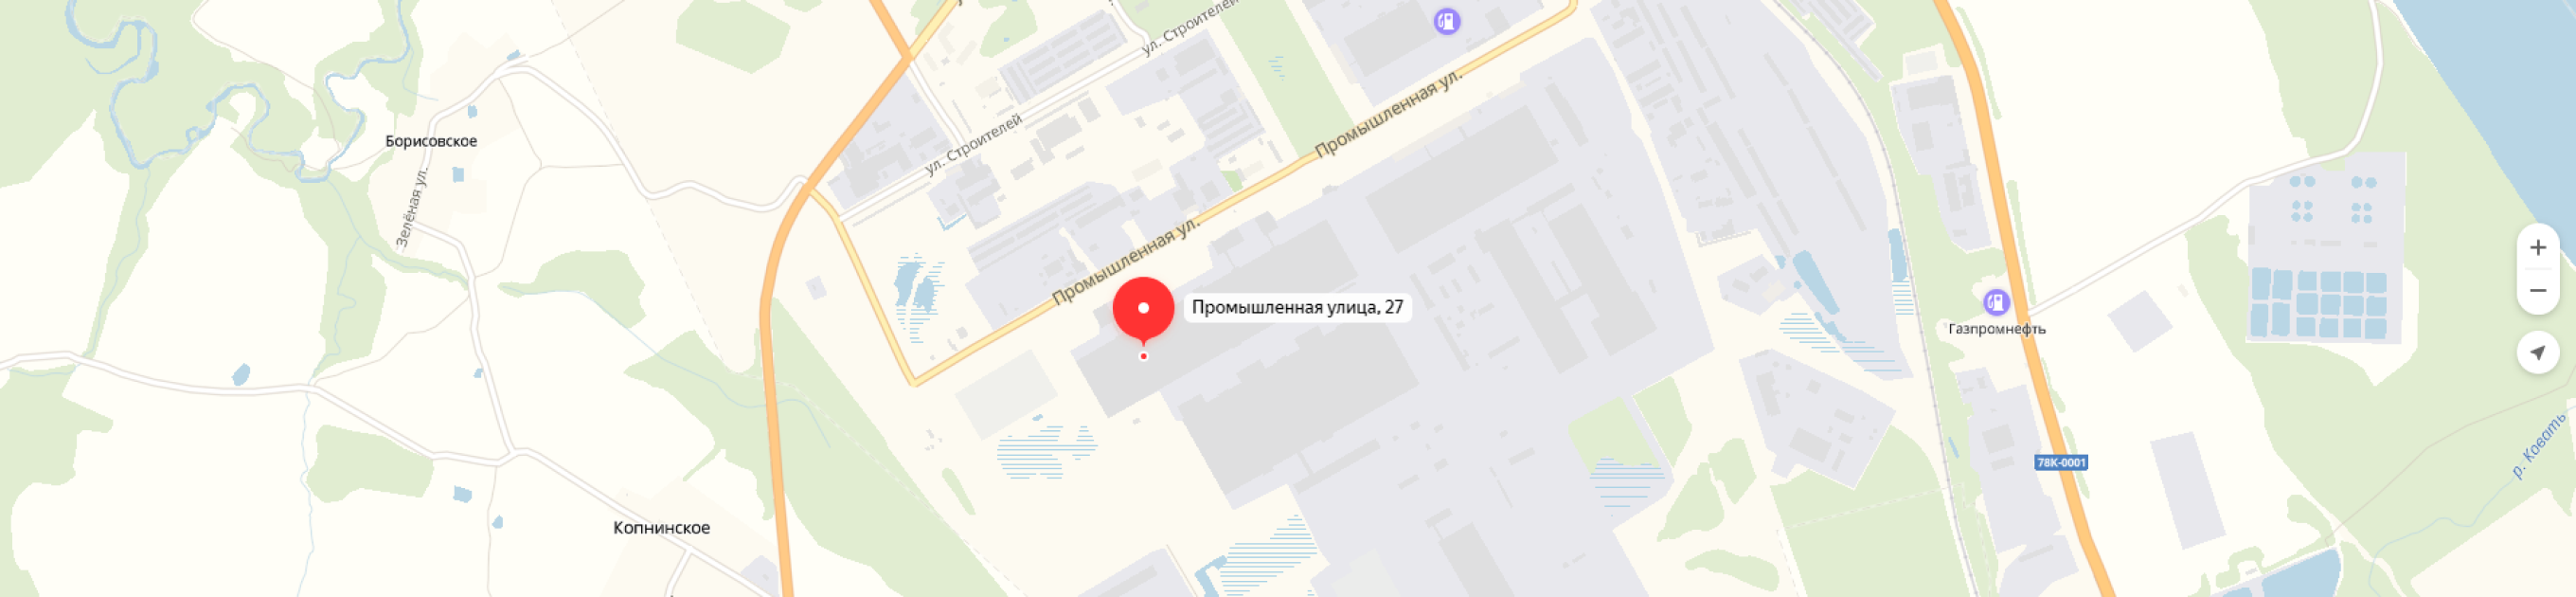 ул. Строителей
Промышленная ул.
Борисовское
ул. Строителей
Зелёная ул.
Промышленная ул.
Промышленная улица, 27
Газпромнефть
78К-0001
р. Ковать
Копнинское